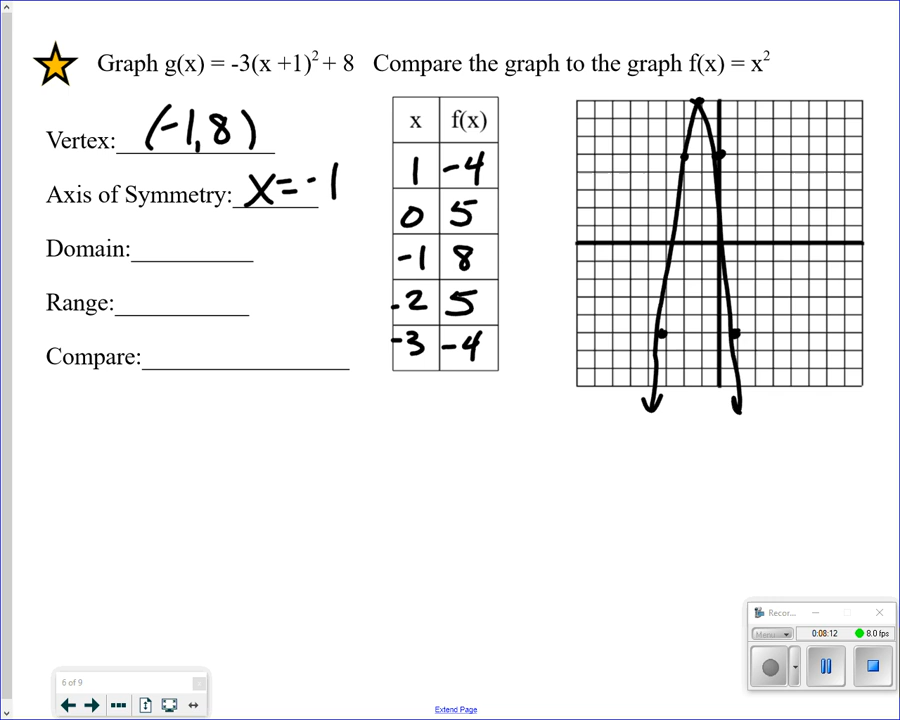 Graph g(x) = -3(x +1)² + 8 Compare the graph to the graph f(x) = x²
Vertex: (-1, 8)
Axis of Symmetry: x = -1
Domain:
Range:
Compare:
x f(x)
1 -4
0 5
-1 8
-2 5
-3 -4
Recor...
Menu
0:08:12 8.0 fps
6 of 9
Extend Page